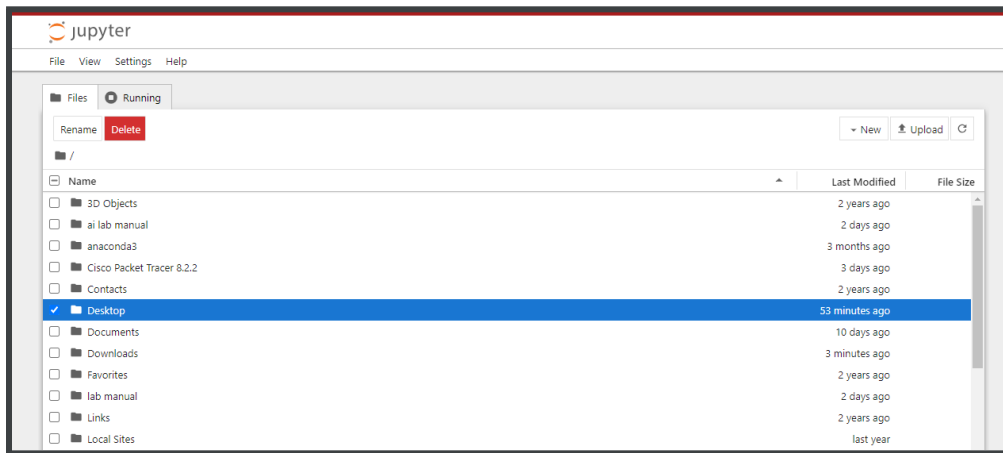 jupyter
File View Settings Help
Files Running
Rename Delete New Upload
/
Name Last Modified File Size
3D Objects 2 years ago
ai lab manual 2 days ago
anaconda3 3 months ago
Cisco Packet Tracer 8.2.2 3 days ago
Contacts 2 years ago
Desktop 53 minutes ago
Documents 10 days ago
Downloads 3 minutes ago
Favorites 2 years ago
lab manual 2 days ago
Links 2 years ago
Local Sites last year